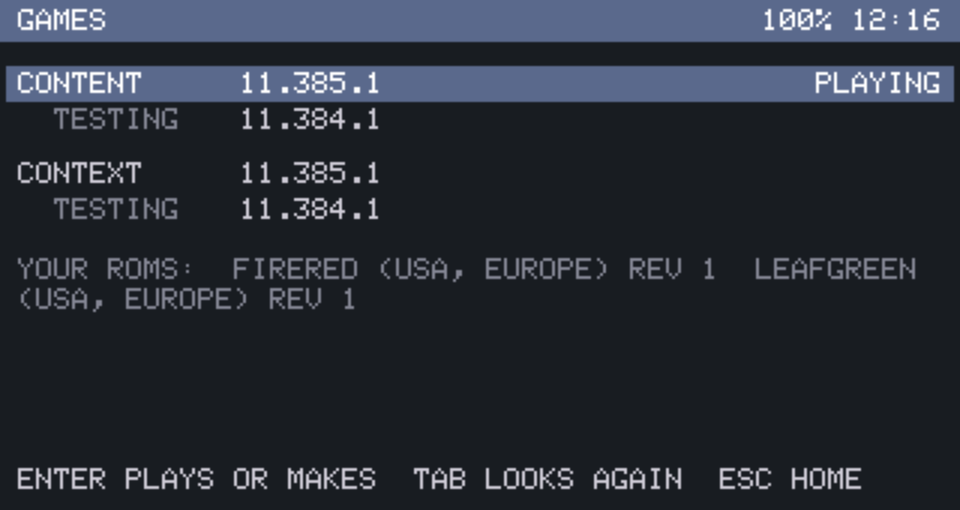 GAMES 100% 12:16
CONTENT 11.385.1 PLAYING
TESTING 11.384.1
CONTEXT 11.385.1
TESTING 11.384.1
YOUR ROMS: FIRERED (USA, EUROPE) REV 1 LEAFGREEN
(USA, EUROPE) REV 1
ENTER PLAYS OR MAKES TAB LOOKS AGAIN ESC HOME